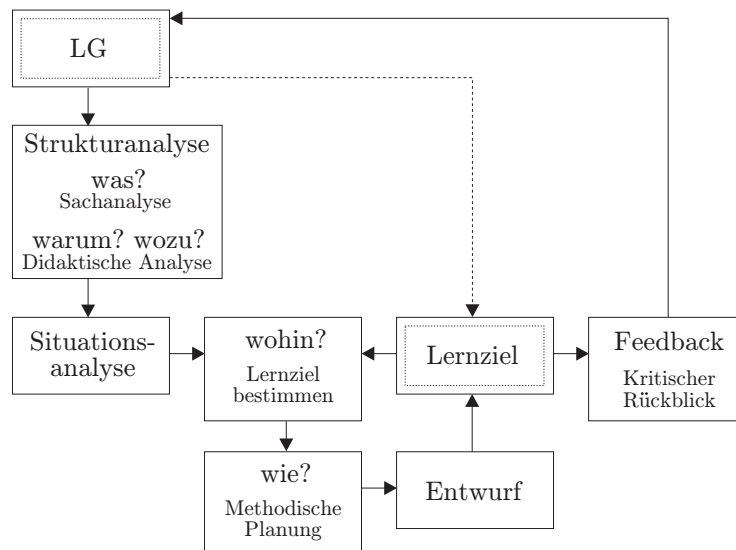 LG
Strukturanalyse
was?
Sachanalyse
warum? wozu?
Didaktische Analyse
Situations-
analyse
wohin?
Lernziel
bestimmen
Lernziel
Feedback
Kritischer
Rückblick
wie?
Methodische
Planung
Entwurf